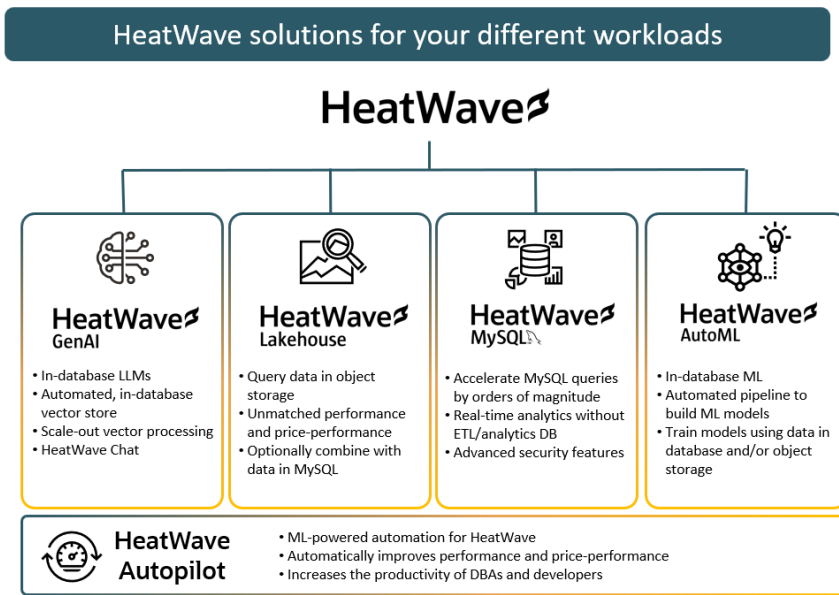 HeatWave solutions for your different workloads
HeatWave
HeatWave
GenAI
• In-database LLMs
• Automated, in-database
vector store
• Scale-out vector processing
• HeatWave Chat
HeatWave
Lakehouse
• Query data in object
storage
• Unmatched performance
and price-performance
• Optionally combine with
data in MySQL
HeatWave
MySQL
• Accelerate MySQL queries
by orders of magnitude
• Real-time analytics without
ETL/analytics DB
• Advanced security features
HeatWave
AutoML
• In-database ML
• Automated pipeline to
build ML models
• Train models using data in
database and/or object
storage
HeatWave
Autopilot
• ML-powered automation for HeatWave
• Automatically improves performance and price-performance
• Increases the productivity of DBAs and developers